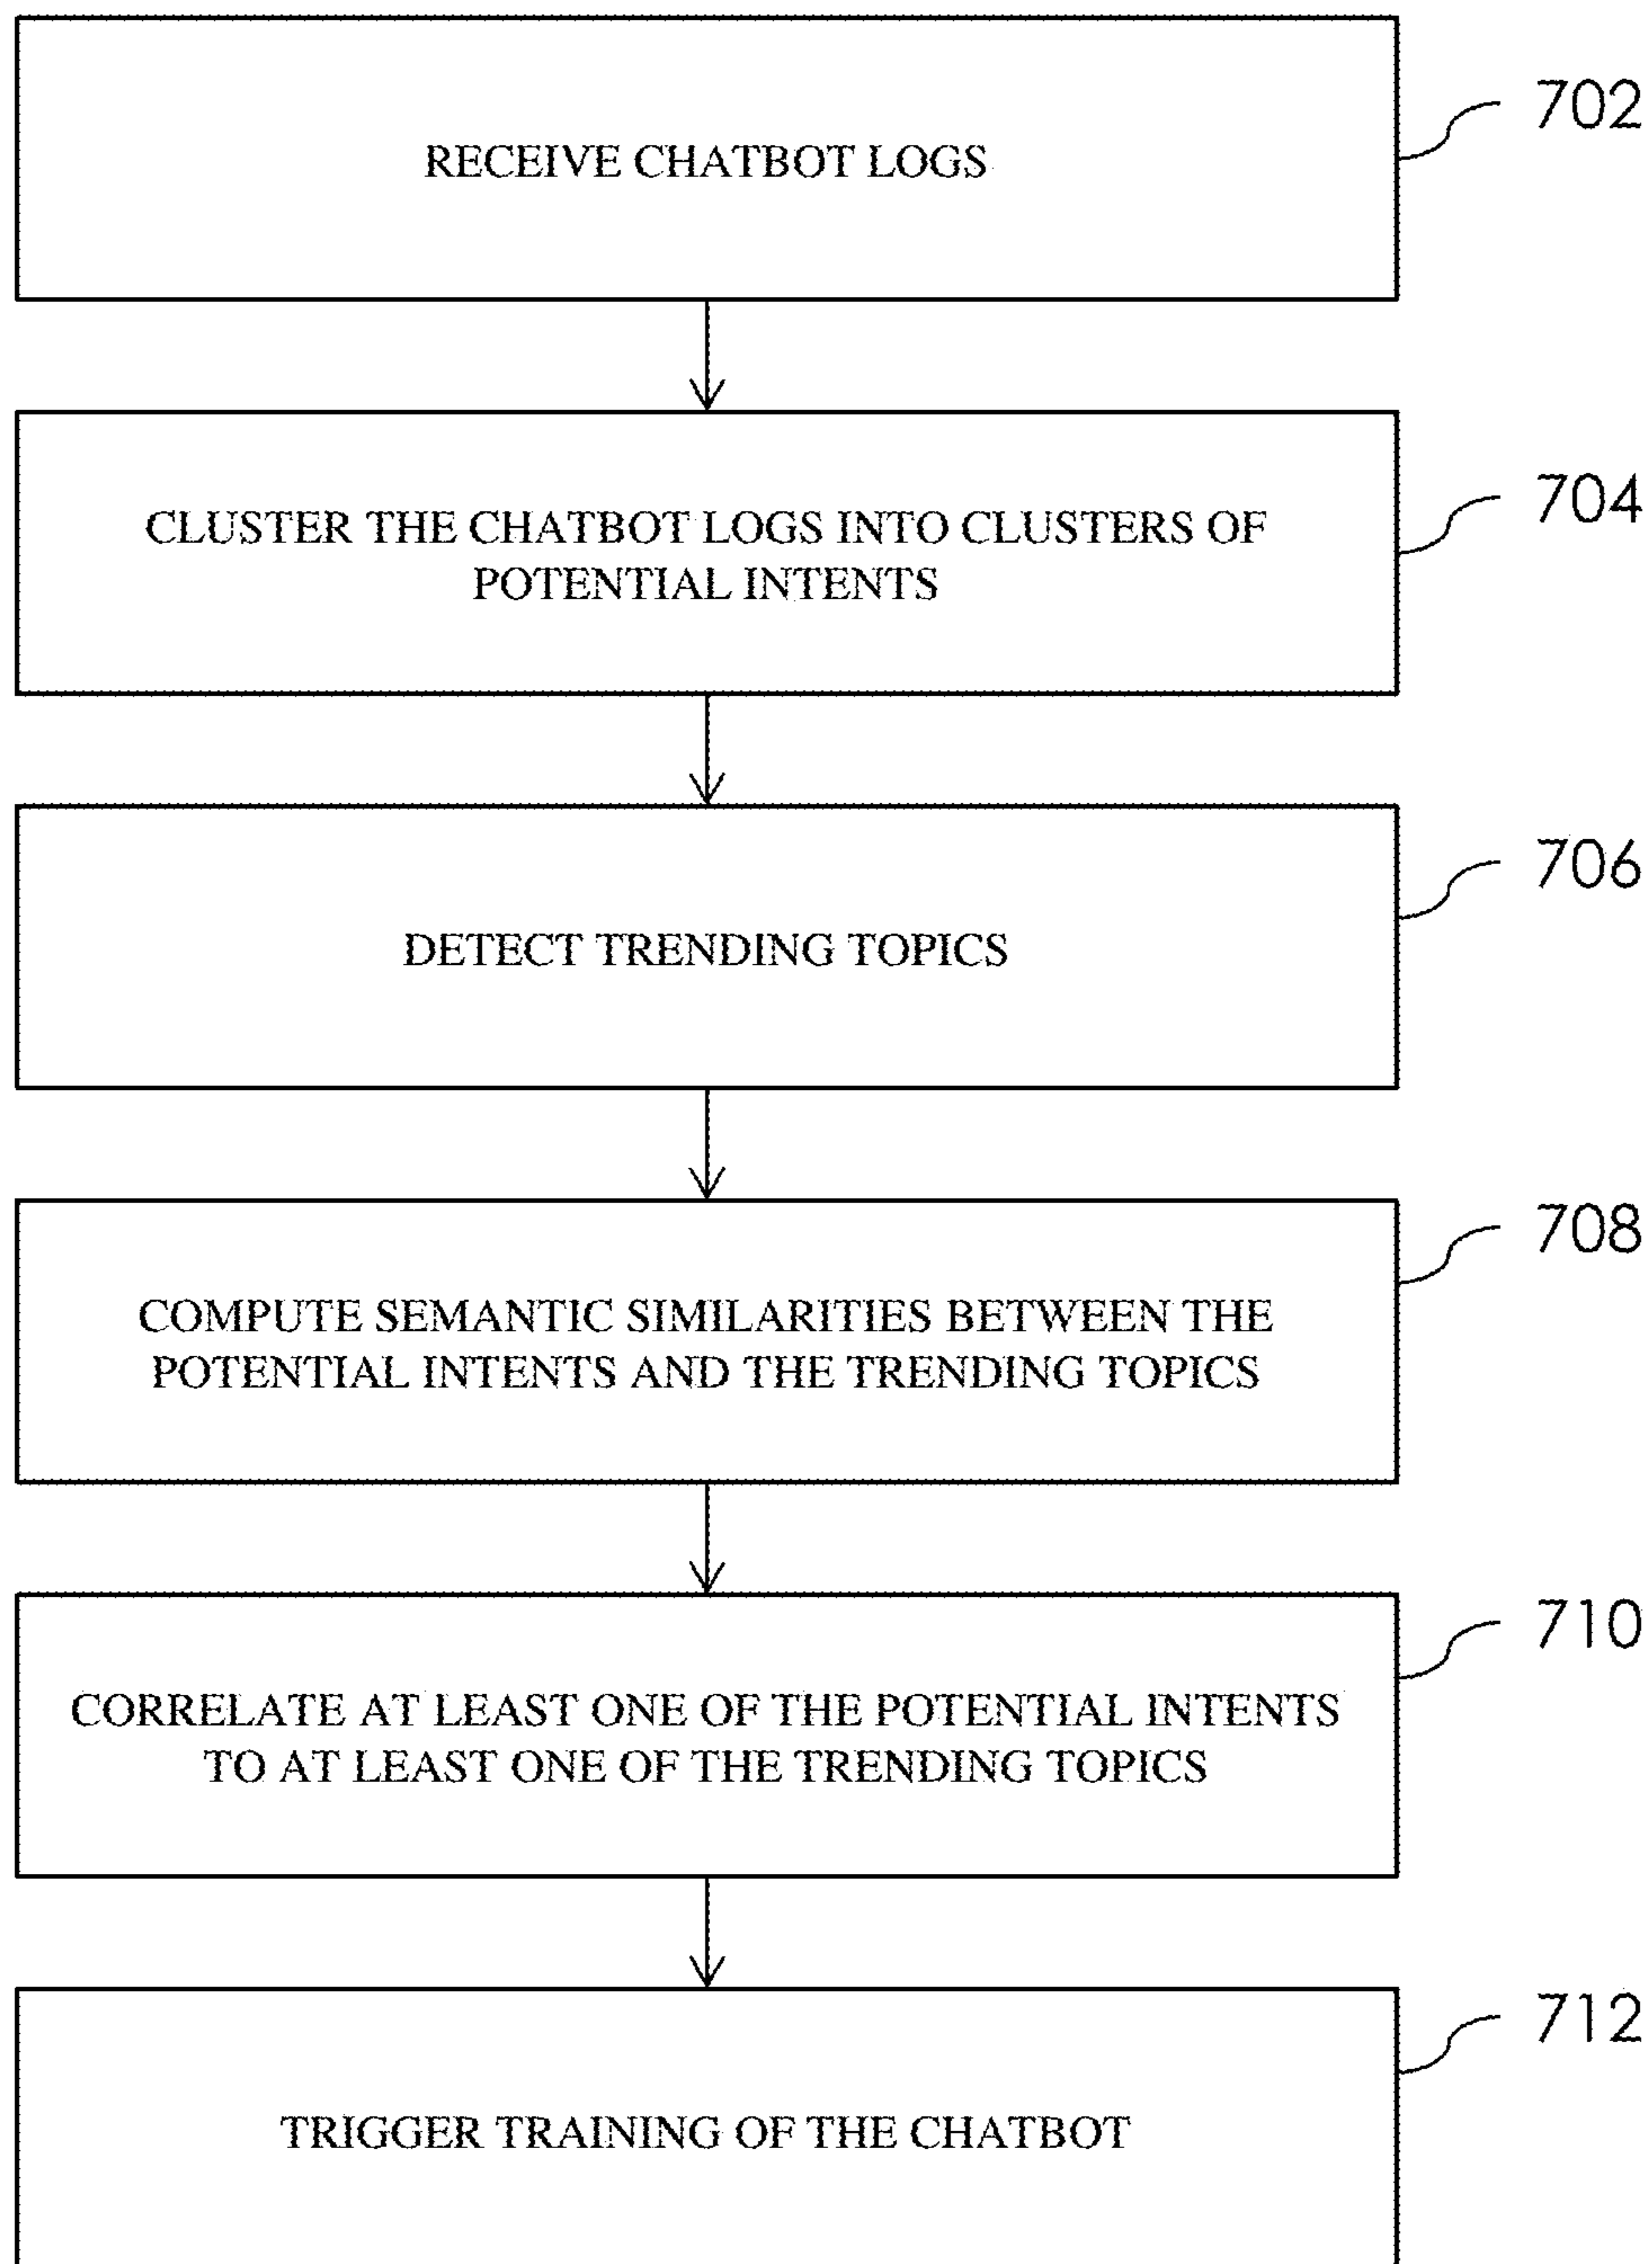 702
RECEIVE CHATBOT LOGS
704
CLUSTER THE CHATBOT LOGS INTO CLUSTERS OF
POTENTIAL INTENTS
706
DETECT TRENDING TOPICS
708
COMPUTE SEMANTIC SIMILARITIES BETWEEN THE
POTENTIAL INTENTS AND THE TRENDING TOPICS
710
CORRELATE AT LEAST ONE OF THE POTENTIAL INTENTS
TO AT LEAST ONE OF THE TRENDING TOPICS
712
TRIGGER TRAINING OF THE CHATBOT